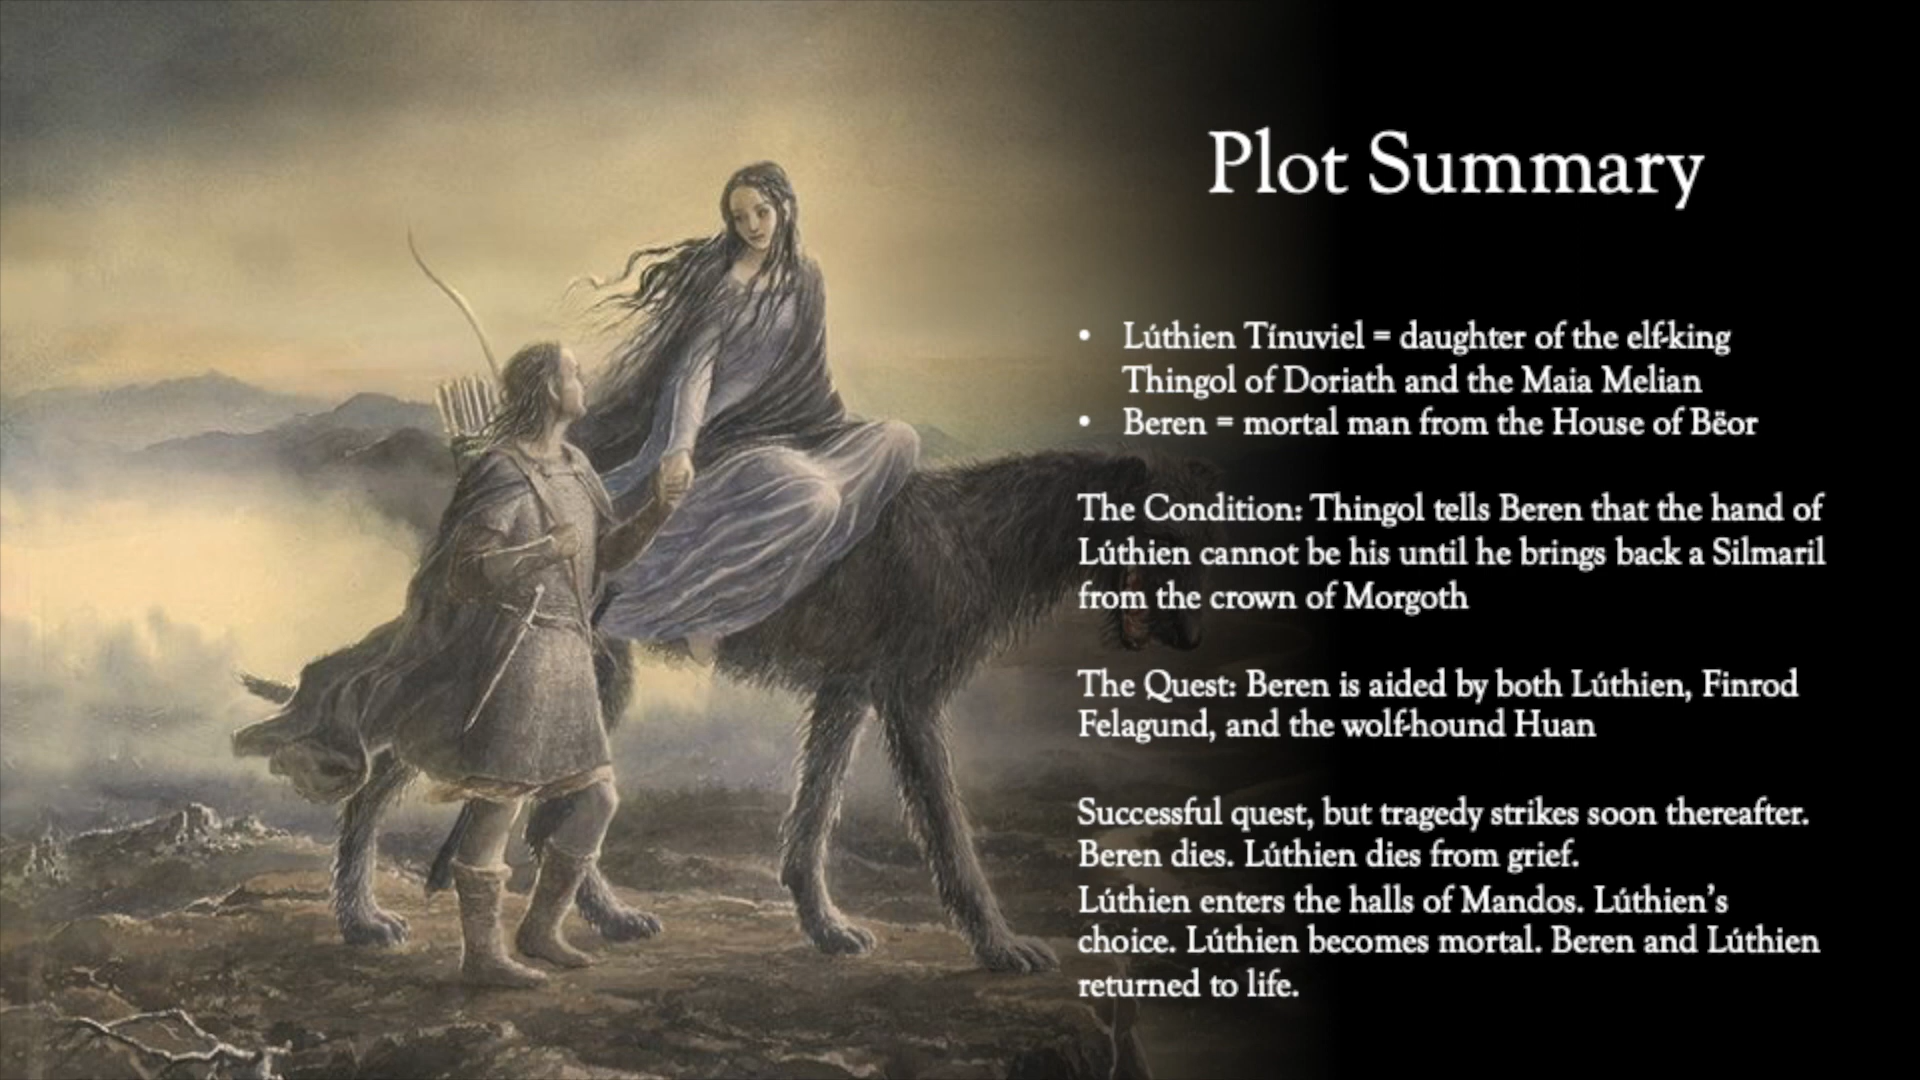 Plot Summary
• Lúthien Tínuviel = daughter of the elf-king
Thingol of Doriath and the Maia Melian
• Beren = mortal man from the House of Bëor
The Condition: Thingol tells Beren that the hand of
Lúthien cannot be his until he brings back a Silmaril
from the crown of Morgoth
The Quest: Beren is aided by both Lúthien, Finrod
Felagund, and the wolf-hound Huan
Successful quest, but tragedy strikes soon thereafter.
Beren dies. Lúthien dies from grief.
Lúthien enters the halls of Mandos. Lúthien’s
choice. Lúthien becomes mortal. Beren and Lúthien
returned to life.